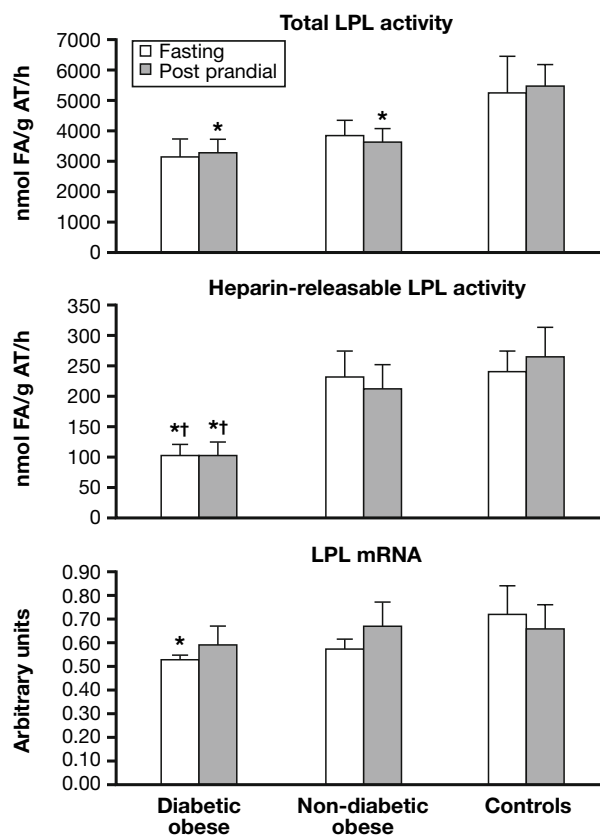 Total LPL activity
7000
6000
5000
4000
3000
2000
1000
0
nmol FA/g AT/h
Fasting
Post prandial
*
*
Heparin-releasable LPL activity
350
300
250
200
150
100
50
0
nmol FA/g AT/h
*†
*†
LPL mRNA
0.90
0.80
0.70
0.60
0.50
0.40
0.30
0.20
0.10
0.00
Arbitrary units
*
Diabetic
obese
Non-diabetic
obese
Controls